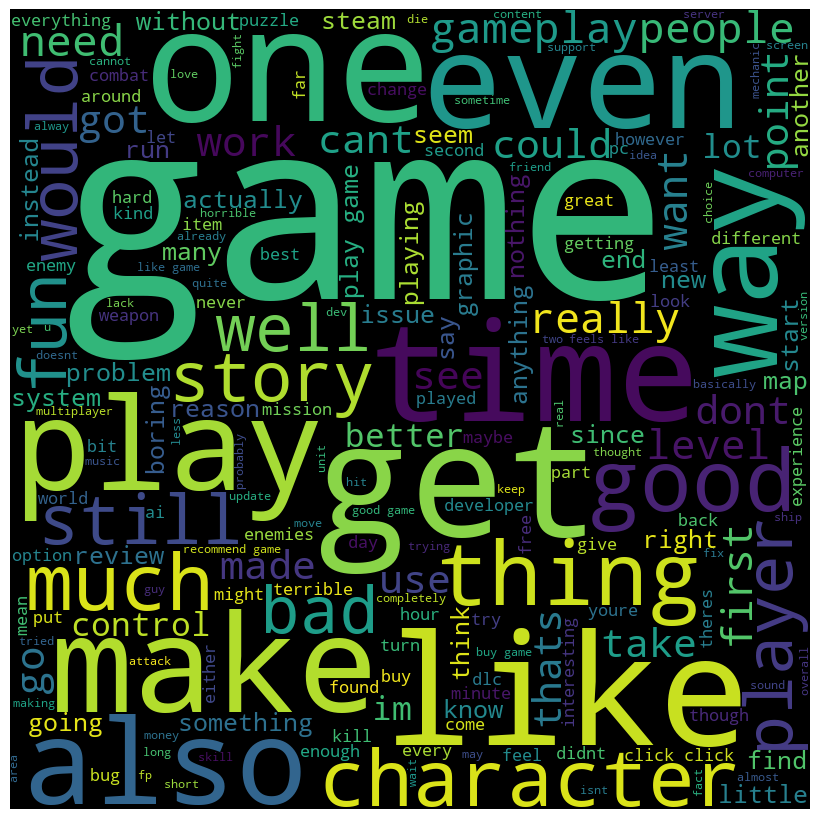 everything
without
puzzle
steam
die
gameplay
people
content
server
need
one
even
cannot
love
fight
far
support
screen
mechanic
combat
around
change
sometime
point
another
would
got
alway
let
run
work
cant
seem
second
could
however
pc
idea
lot
instead
hard
kind
actually
horrible
item
already
many
game
play game
playing
graphic
friend
nothing
great
getting
want
choice
computer
way
different
best
like game
quite
enemy
never
end
new
least
look
fun
lack
weapon
dev
issue
say
anything
really
start
version
yet
u
doesnt
well
time
two feels like
problem
story
see
played
basically
map
system
reason
mission
multiplayer
boring
less
better
maybe
real
since
dont
level
experience
play
bit
music
probably
unit
hit
get
thought
part
good
world
ai
update
good game
keep
developer
back
ship
still
move
enemies
day
trying
free
give
right
fix
option
review
recommend game
made
use
thing
first
player
much
guy
might
terrible
completely
bad
hour
try
youre
theres
mean
put
control
think
interesting
take
go
tried
make
like
thats
turn
buy game
attack
either
found
buy
dlc
minute
im
know
though
sound
overall
making
going
something
come
also
money
kill
enough
every
feel
didnt
click click
find
area
bug
fp
long
short
skill
character
wait
may
isnt
fact
almost
little